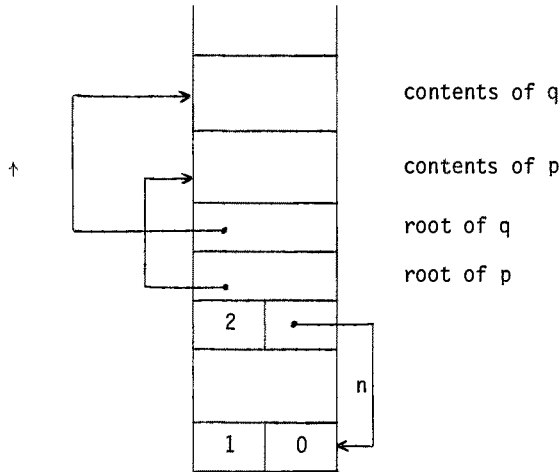 contents of q
↑
contents of p
root of q
root of p
2
n
1 0